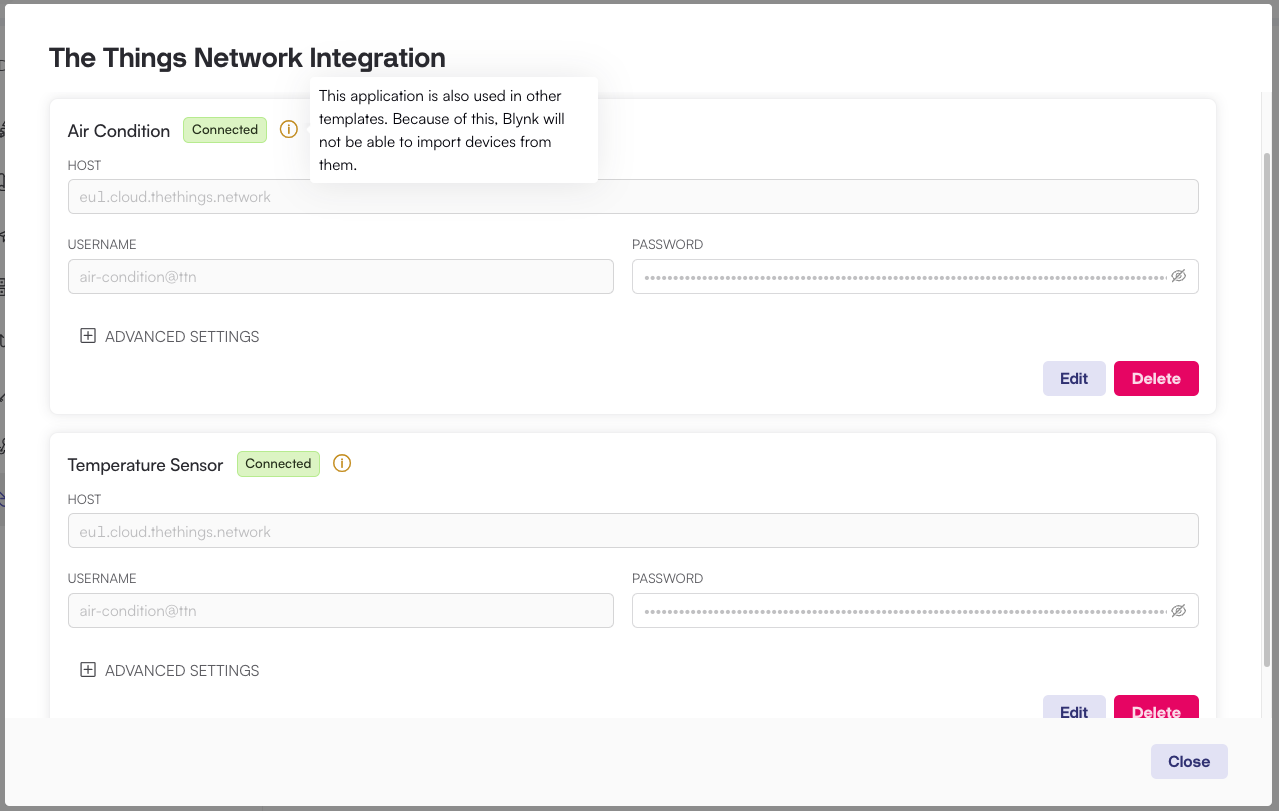 The Things Network Integration
This application is also used in other
templates. Because of this, Blynk will
not be able to import devices from
them.
Air Condition Connected
HOST
eu1.cloud.thethings.network
USERNAME PASSWORD
air-condition@ttn
ADVANCED SETTINGS
Edit Delete
Temperature Sensor Connected
HOST
eu1.cloud.thethings.network
USERNAME PASSWORD
air-condition@ttn
ADVANCED SETTINGS
Edit Delete
Close